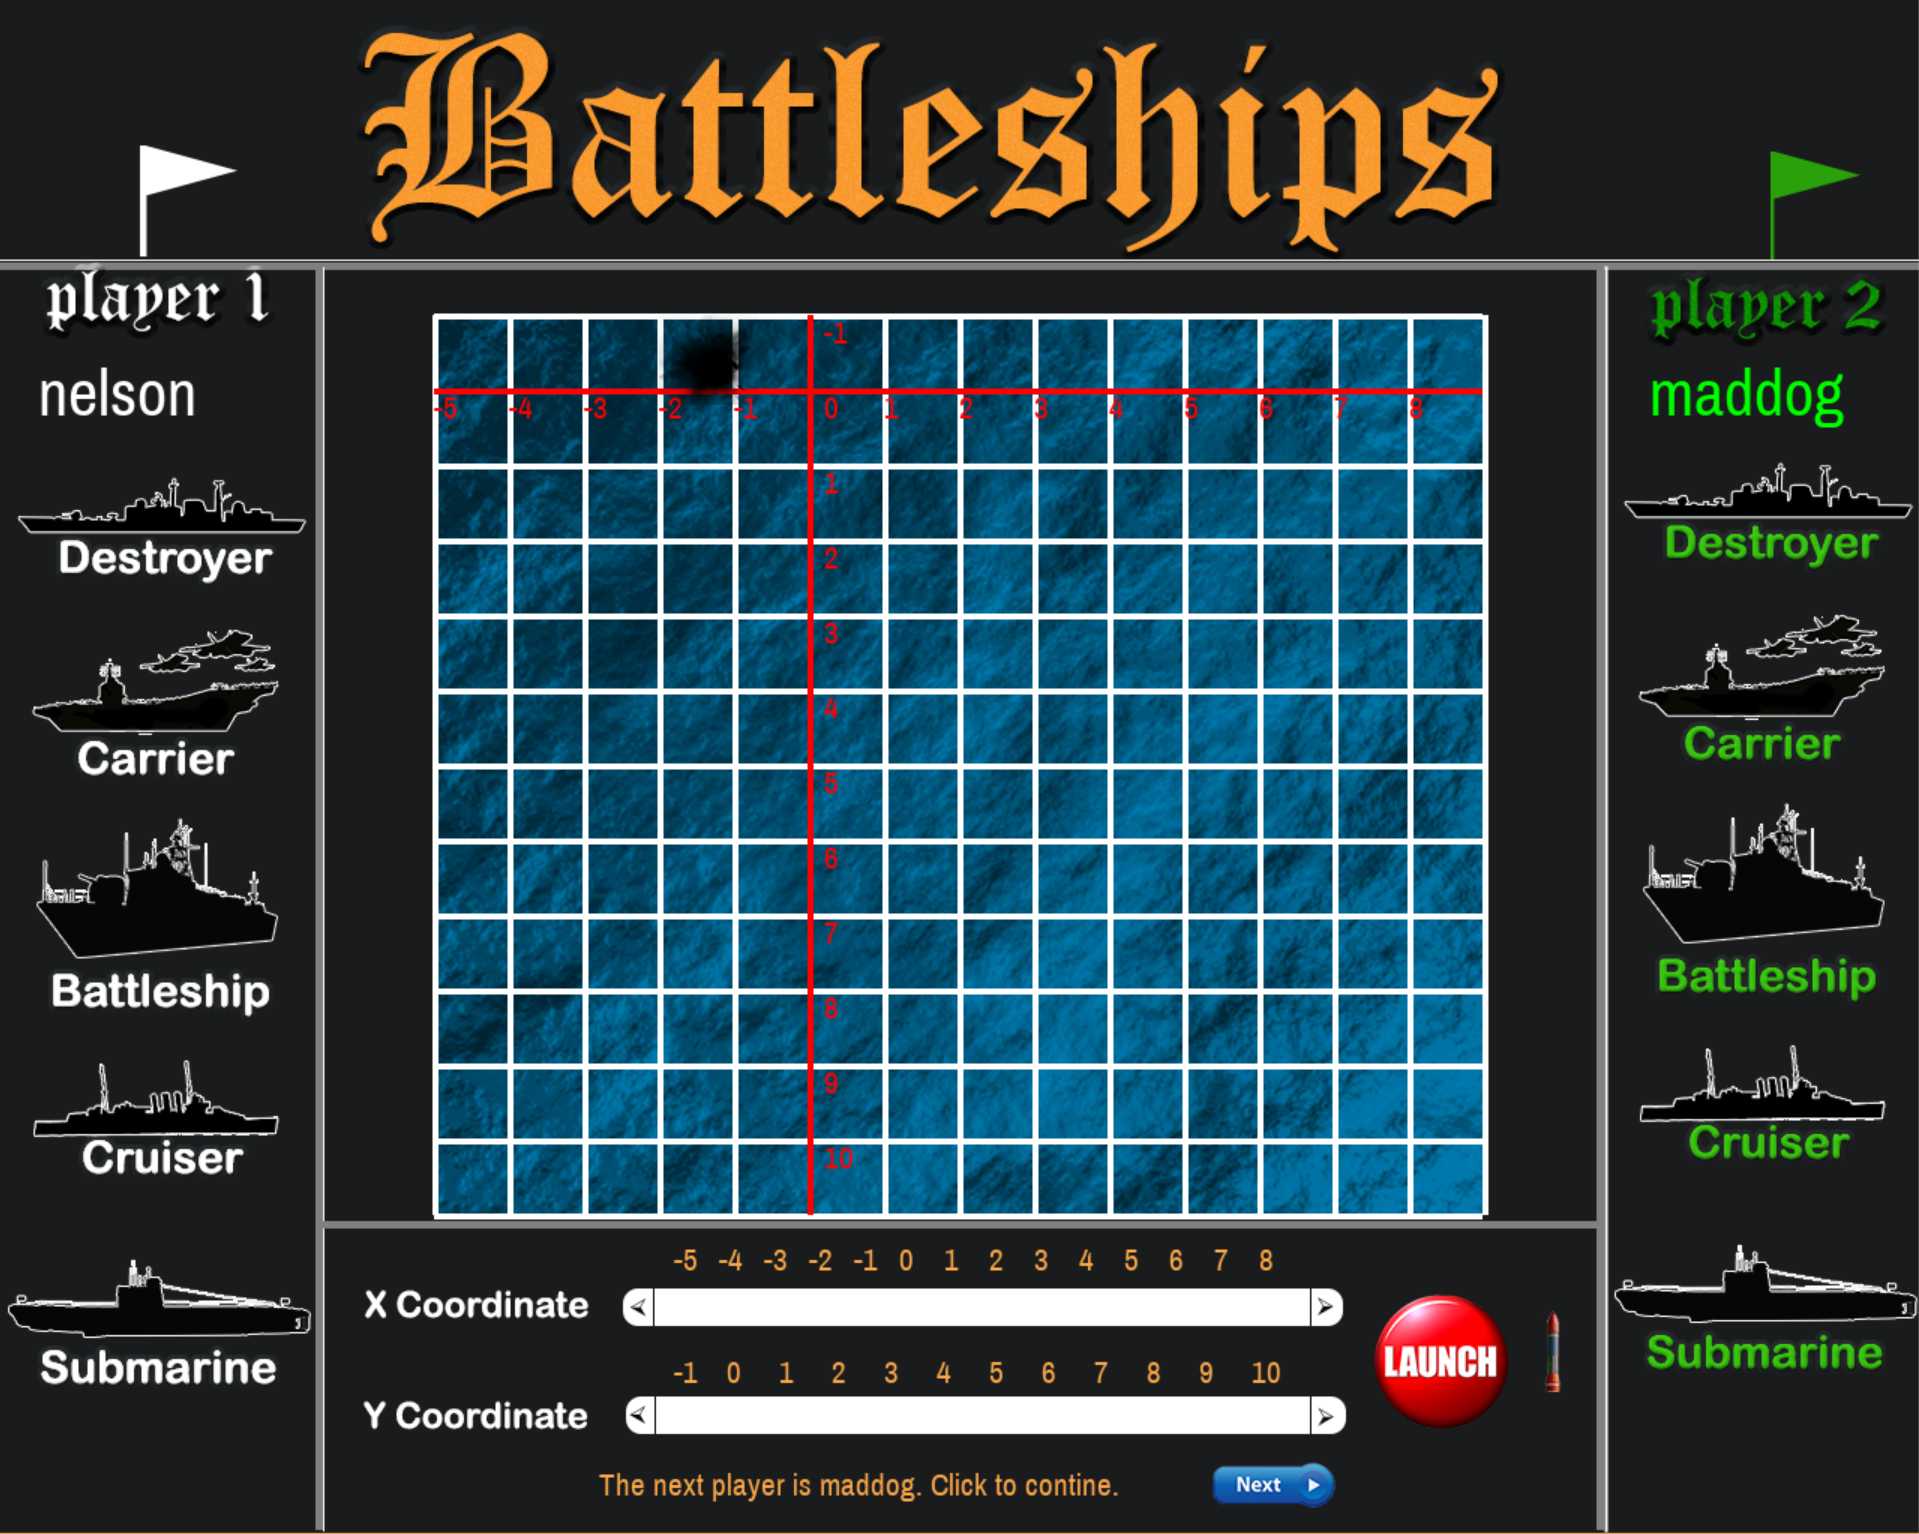 Battleships
player 1
nelson
Destroyer
Carrier
Battleship
Cruiser
Submarine
-1
-5 -4 -3 -2 -1 0 1 2 3 4 5 6 7 8
1
2
3
4
5
6
7
8
9
10
-5 -4 -3 -2 -1 0 1 2 3 4 5 6 7 8
X Coordinate
-1 0 1 2 3 4 5 6 7 8 9 10
Y Coordinate
LAUNCH
The next player is maddog. Click to contine.
Next
player 2
maddog
Destroyer
Carrier
Battleship
Cruiser
Submarine